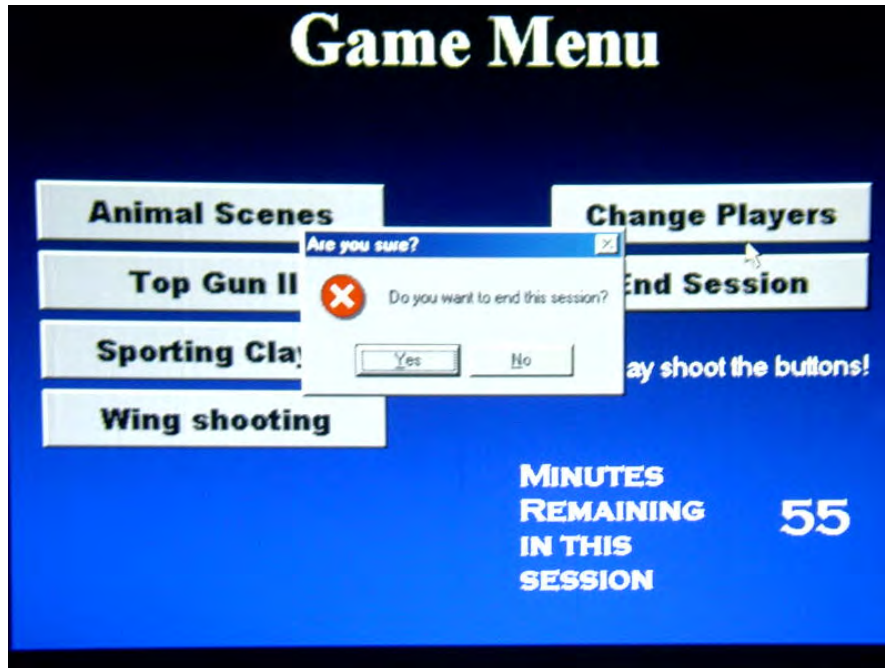 Game Menu
Animal Scenes
Change Players
Are you sure?
Top Gun II
End Session
Do you want to end this session?
Yes
No
Sporting Clay
ay shoot the buttons!
Wing shooting
MINUTES
REMAINING
IN THIS
SESSION
55